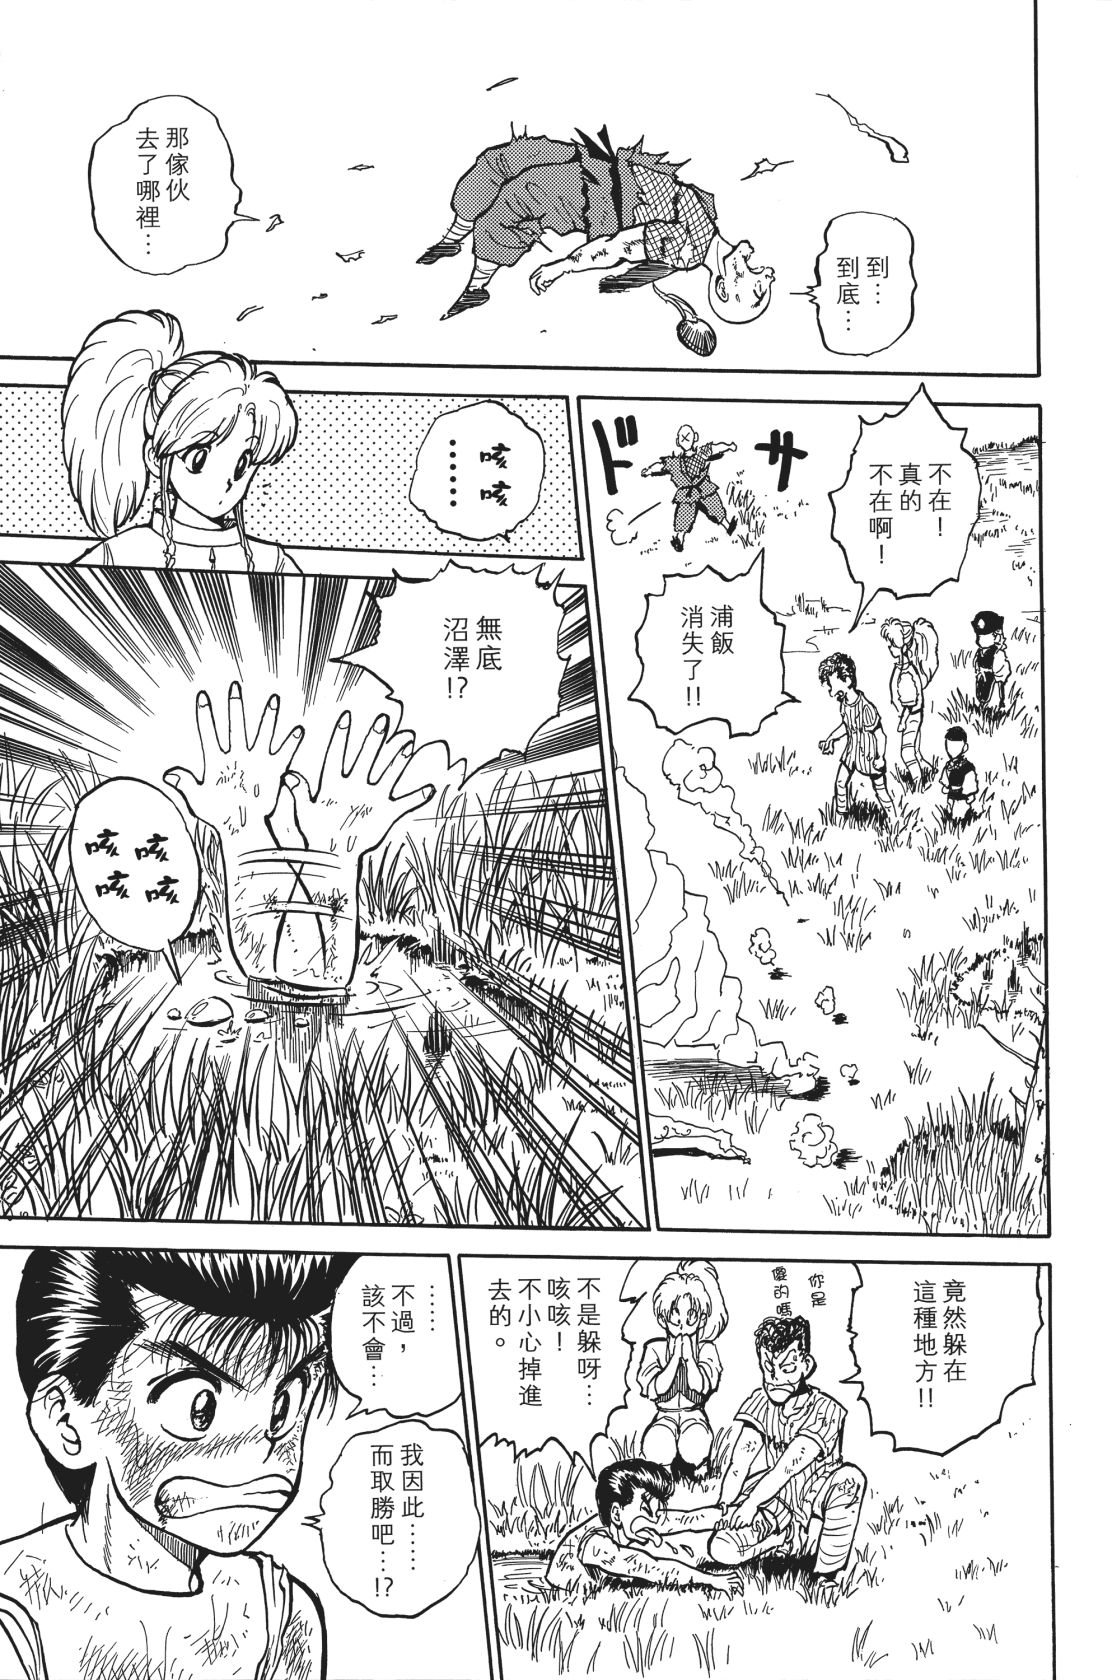 到…
到底…
那傢伙
去了哪裡…
不在！
真的
不在啊！
ドサ
浦飯
消失了!!
咳
咳
……
無底
沼澤!?
咳咳
咳咳
竟然躲在
這種地方!!
你是
傻的嗎
不是躲呀…
咳咳！
不小心掉進
去的。
……
不過，
該不會…
我因此……
而取勝吧…!?